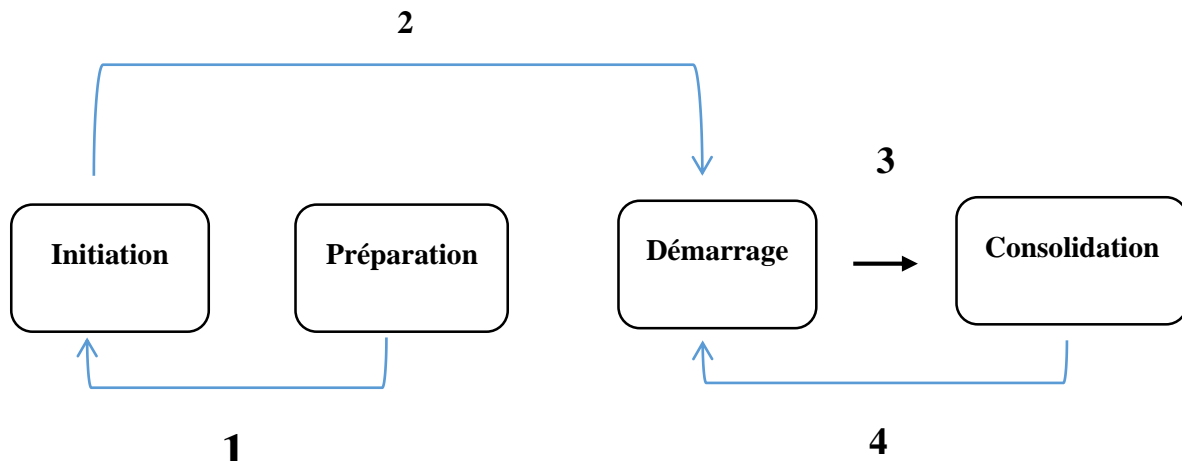 2
3
Initiation
Préparation
Démarrage
Consolidation
1
4